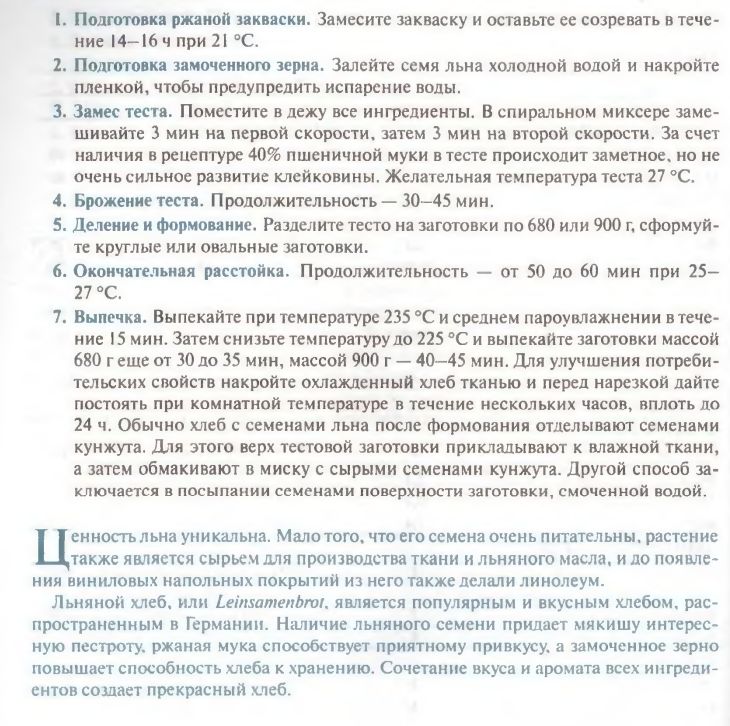 1. Подготовка ржаной закваски. Замесите закваску и оставьте ее созревать в тече-
ние 14–16 ч при 21 °С.
2. Подготовка замоченного зерна. Залейте семя льна холодной водой и накройте
пленкой, чтобы предупредить испарение воды.
3. Замес теста. Поместите в дежу все ингредиенты. В спиральном миксере заме-
шивайте 3 мин на первой скорости, затем 3 мин на второй скорости. За счет
наличия в рецептуре 40% пшеничной муки в тесте происходит заметное, но не
очень сильное развитие клейковины. Желательная температура теста 27 °С.
4. Брожение теста. Продолжительность — 30–45 мин.
5. Деление и формование. Разделите тесто на заготовки по 680 или 900 г, сформуй-
те круглые или овальные заготовки.
6. Окончательная расстойка. Продолжительность — от 50 до 60 мин при 25–
27 °С.
7. Выпечка. Выпекайте при температуре 235 °С и среднем пароувлажнении в тече-
ние 15 мин. Затем снизьте температуру до 225 °С и выпекайте заготовки массой
680 г еще от 30 до 35 мин, массой 900 г — 40–45 мин. Для улучшения потреби-
тельских свойств накройте охлажденный хлеб тканью и перед нарезкой дайте
постоять при комнатной температуре в течение нескольких часов, вплоть до
24 ч. Обычно хлеб с семенами льна после формования отделывают семенами
кунжута. Для этого верх тестовой заготовки прикладывают к влажной ткани,
а затем обмакивают в миску с сырыми семенами кунжута. Другой способ за-
ключается в посыпании семенами поверхности заготовки, смоченной водой.
Ценность льна уникальна. Мало того, что его семена очень питательны, растение
также является сырьем для производства ткани и льняного масла, и до появле-
ния виниловых напольных покрытий из него также делали линолеум.
Льняной хлеб, или Leinsamenbrot, является популярным и вкусным хлебом, рас-
пространенным в Германии. Наличие льняного семени придает мякишу интерес-
ную пестроту, ржаная мука способствует приятному привкусу, а замоченное зерно
повышает способность хлеба к хранению. Сочетание вкуса и аромата всех ингреди-
ентов создает прекрасный хлеб.